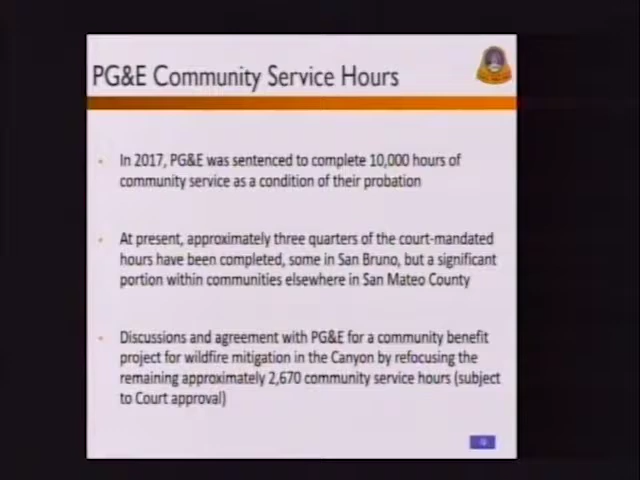 PG&E Community Service Hours
In 2017, PG&E was sentenced to complete 10,000 hours of
community service as a condition of their probation
At present, approximately three quarters of the court-mandated
hours have been completed, some in San Bruno, but a significant
portion within communities elsewhere in San Mateo County
Discussions and agreement with PG&E for a community benefit
project for wildfire mitigation in the Canyon by refocusing the
remaining approximately 2,670 community service hours (subject
to Court approval)